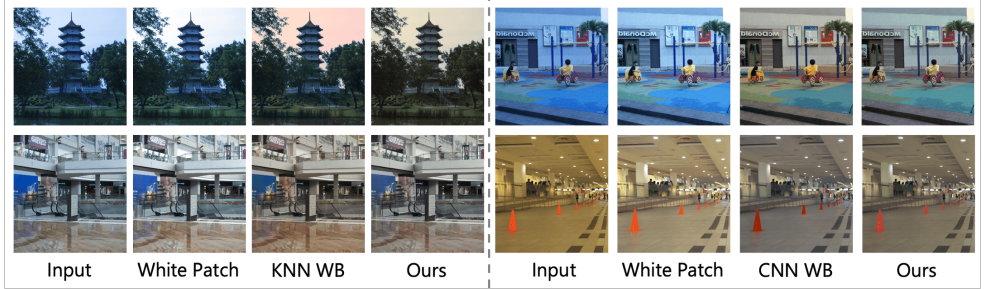 Input
White Patch
KNN WB
Ours
Input
White Patch
CNN WB
Ours